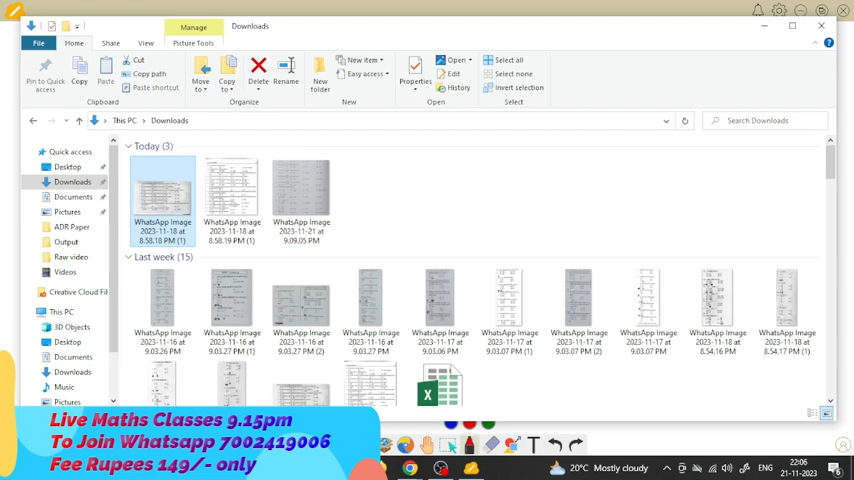 Manage
Downloads
File
Home
Share
View
Picture Tools
Pin to Quick access
Copy
Paste
Cut
Copy path
Paste shortcut
Clipboard
Move to
Copy to
Delete
Rename
Organize
New folder
New item
Easy access
New
Properties
Open
Edit
History
Open
Select all
Select none
Invert selection
Select
This PC > Downloads
Search Downloads
Quick access
Desktop
Downloads
Documents
Pictures
ADR Paper
Output
Raw video
Videos
Creative Cloud Fil
This PC
3D Objects
Desktop
Documents
Downloads
Music
Pictures
Today (3)
WhatsApp Image 2023-11-18 at 8.58.18 PM (1)
WhatsApp Image 2023-11-18 at 8.58.19 PM (1)
WhatsApp Image 2023-11-21 at 9.09.05 PM
Last week (15)
WhatsApp Image 2023-11-16 at 9.03.26 PM
WhatsApp Image 2023-11-16 at 9.03.27 PM (1)
WhatsApp Image 2023-11-16 at 9.03.27 PM (2)
WhatsApp Image 2023-11-16 at 9.03.27 PM
WhatsApp Image 2023-11-17 at 9.03.06 PM
WhatsApp Image 2023-11-17 at 9.03.07 PM (1)
WhatsApp Image 2023-11-17 at 9.03.07 PM (2)
WhatsApp Image 2023-11-17 at 9.03.07 PM
WhatsApp Image 2023-11-18 at 8.54.16 PM
WhatsApp Image 2023-11-18 at 8.54.17 PM (1)
Live Maths Classes 9.15pm
To Join Whatsapp 7002419006
Fee Rupees 149/- only
20°C Mostly cloudy
ENG
22:06
21-11-2023